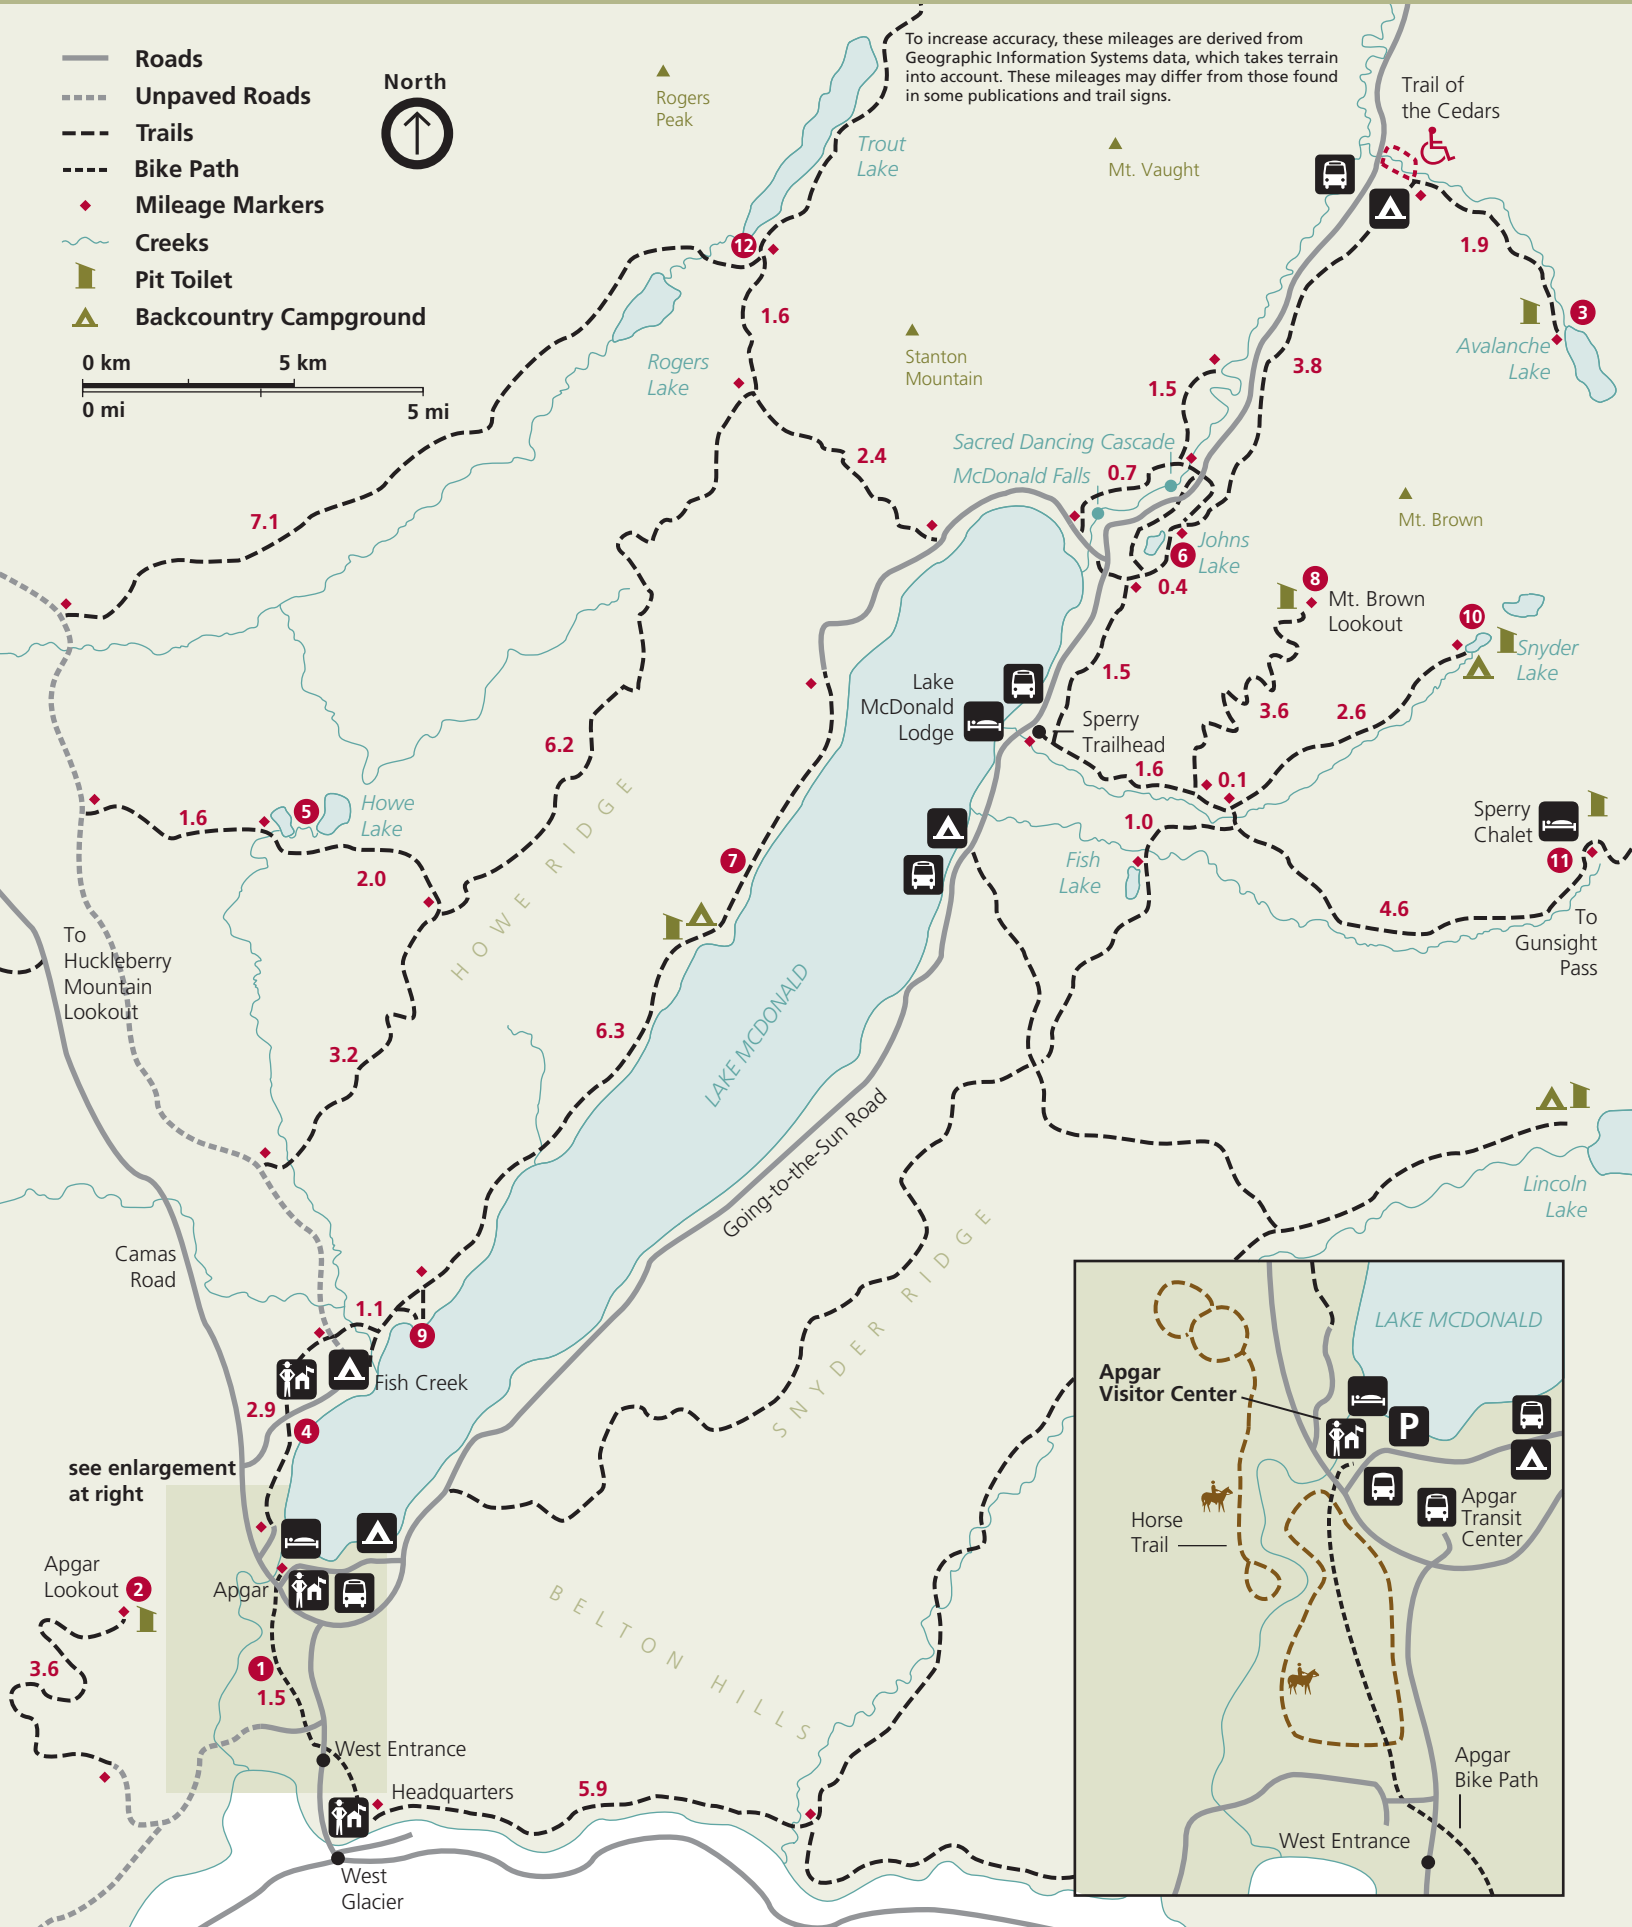 Roads
Unpaved Roads
Trails
Bike Path
Mileage Markers
Creeks
Pit Toilet
Backcountry Campground
0 km 5 km
0 mi 5 mi
North
To increase accuracy, these mileages are derived from
Geographic Information Systems data, which takes terrain
into account. These mileages may differ from those found
in some publications and trail signs.
Rogers
Peak
Trout
Lake
Mt. Vaught
Trail of
the Cedars
1.9
3
Avalanche
Lake
12
1.6
Rogers
Lake
Stanton
Mountain
3.8
1.5
Sacred Dancing Cascade
McDonald Falls
0.7
2.4
7.1
Mt. Brown
Johns
Lake
6
0.4
8
Mt. Brown
Lookout
10
Snyder
Lake
1.5
Lake
McDonald
Lodge
Sperry
Trailhead
3.6
2.6
6.2
1.6
0.1
1.0
Howe
Lake
5
1.6
2.0
HOWE RIDGE
7
Fish
Lake
Sperry
Chalet
11
4.6
To
Gunsight
Pass
To
Huckleberry
Mountain
Lookout
3.2
6.3
LAKE MCDONALD
Going-to-the-Sun Road
Lincoln
Lake
SNYDER RIDGE
Camas
Road
1.1
9
Fish Creek
2.9
4
see enlargement
at right
Apgar
Lookout
2
Apgar
3.6
1
1.5
BELTON HILLS
West Entrance
Headquarters
5.9
West
Glacier
LAKE MCDONALD
Apgar
Visitor Center
P
Apgar
Transit
Center
Horse
Trail
Apgar
Bike Path
West Entrance